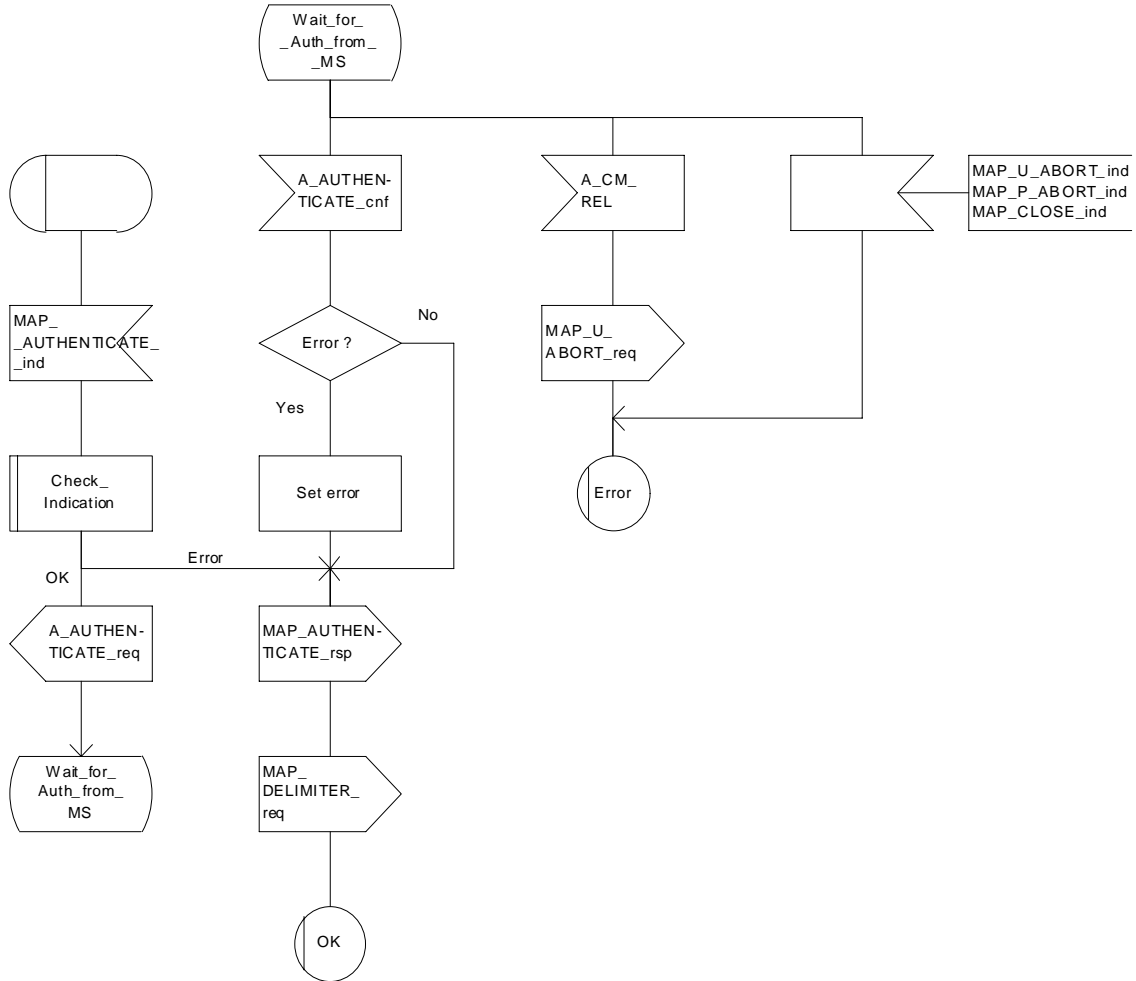 Wait_for_
_Auth_from_
_MS
A_AUTHEN-
TICATE_cnf
A_CM_
REL
MAP_U_ABORT_ind
MAP_P_ABORT_ind
MAP_CLOSE_ind
MAP_
_AUTHENTICATE_
_ind
Error ?
No
MAP_U_
ABORT_req
Yes
Check_
Indication
Set error
Error
Error
OK
A_AUTHEN-
TICATE_req
MAP_AUTHEN-
TICATE_rsp
Wait_for_
Auth_from_
MS
MAP_
DELIMITER_
req
OK